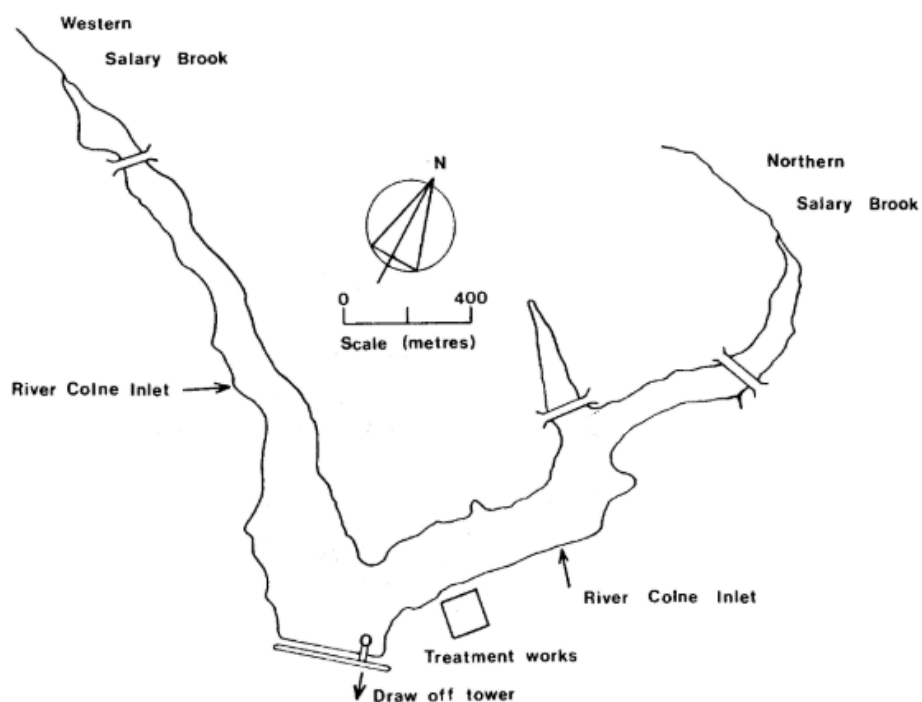 Western
Salary Brook
N
Northern
Salary Brook
0 400
Scale (metres)
River Colne Inlet
River Colne Inlet
Treatment works
Draw off tower